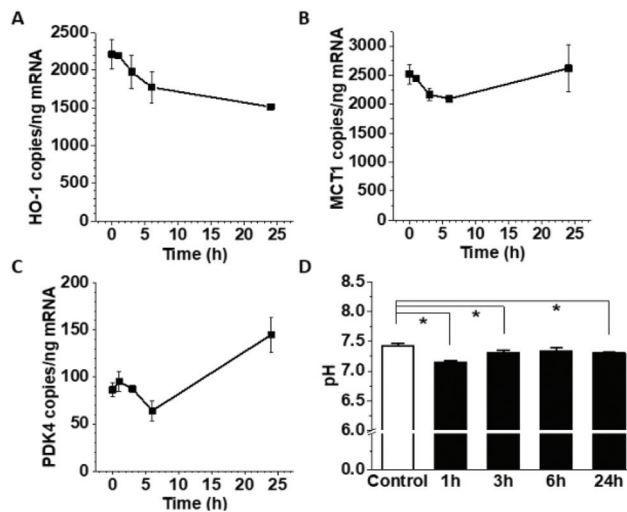 A
HO-1 copies/ng mRNA
2500
2000
1500
1000
500
0
0 5 10 15 20 25
Time (h)
B
MCT1 copies/ng mRNA
3000
2500
2000
1500
1000
500
0
0 5 10 15 20 25
Time (h)
C
PDK4 copies/ng mRNA
200
150
100
50
0
0 5 10 15 20 25
Time (h)
D
pH
8.5
8.0
7.5
7.0
6.5
6.0
0.0
* * *
Control 1h 3h 6h 24h